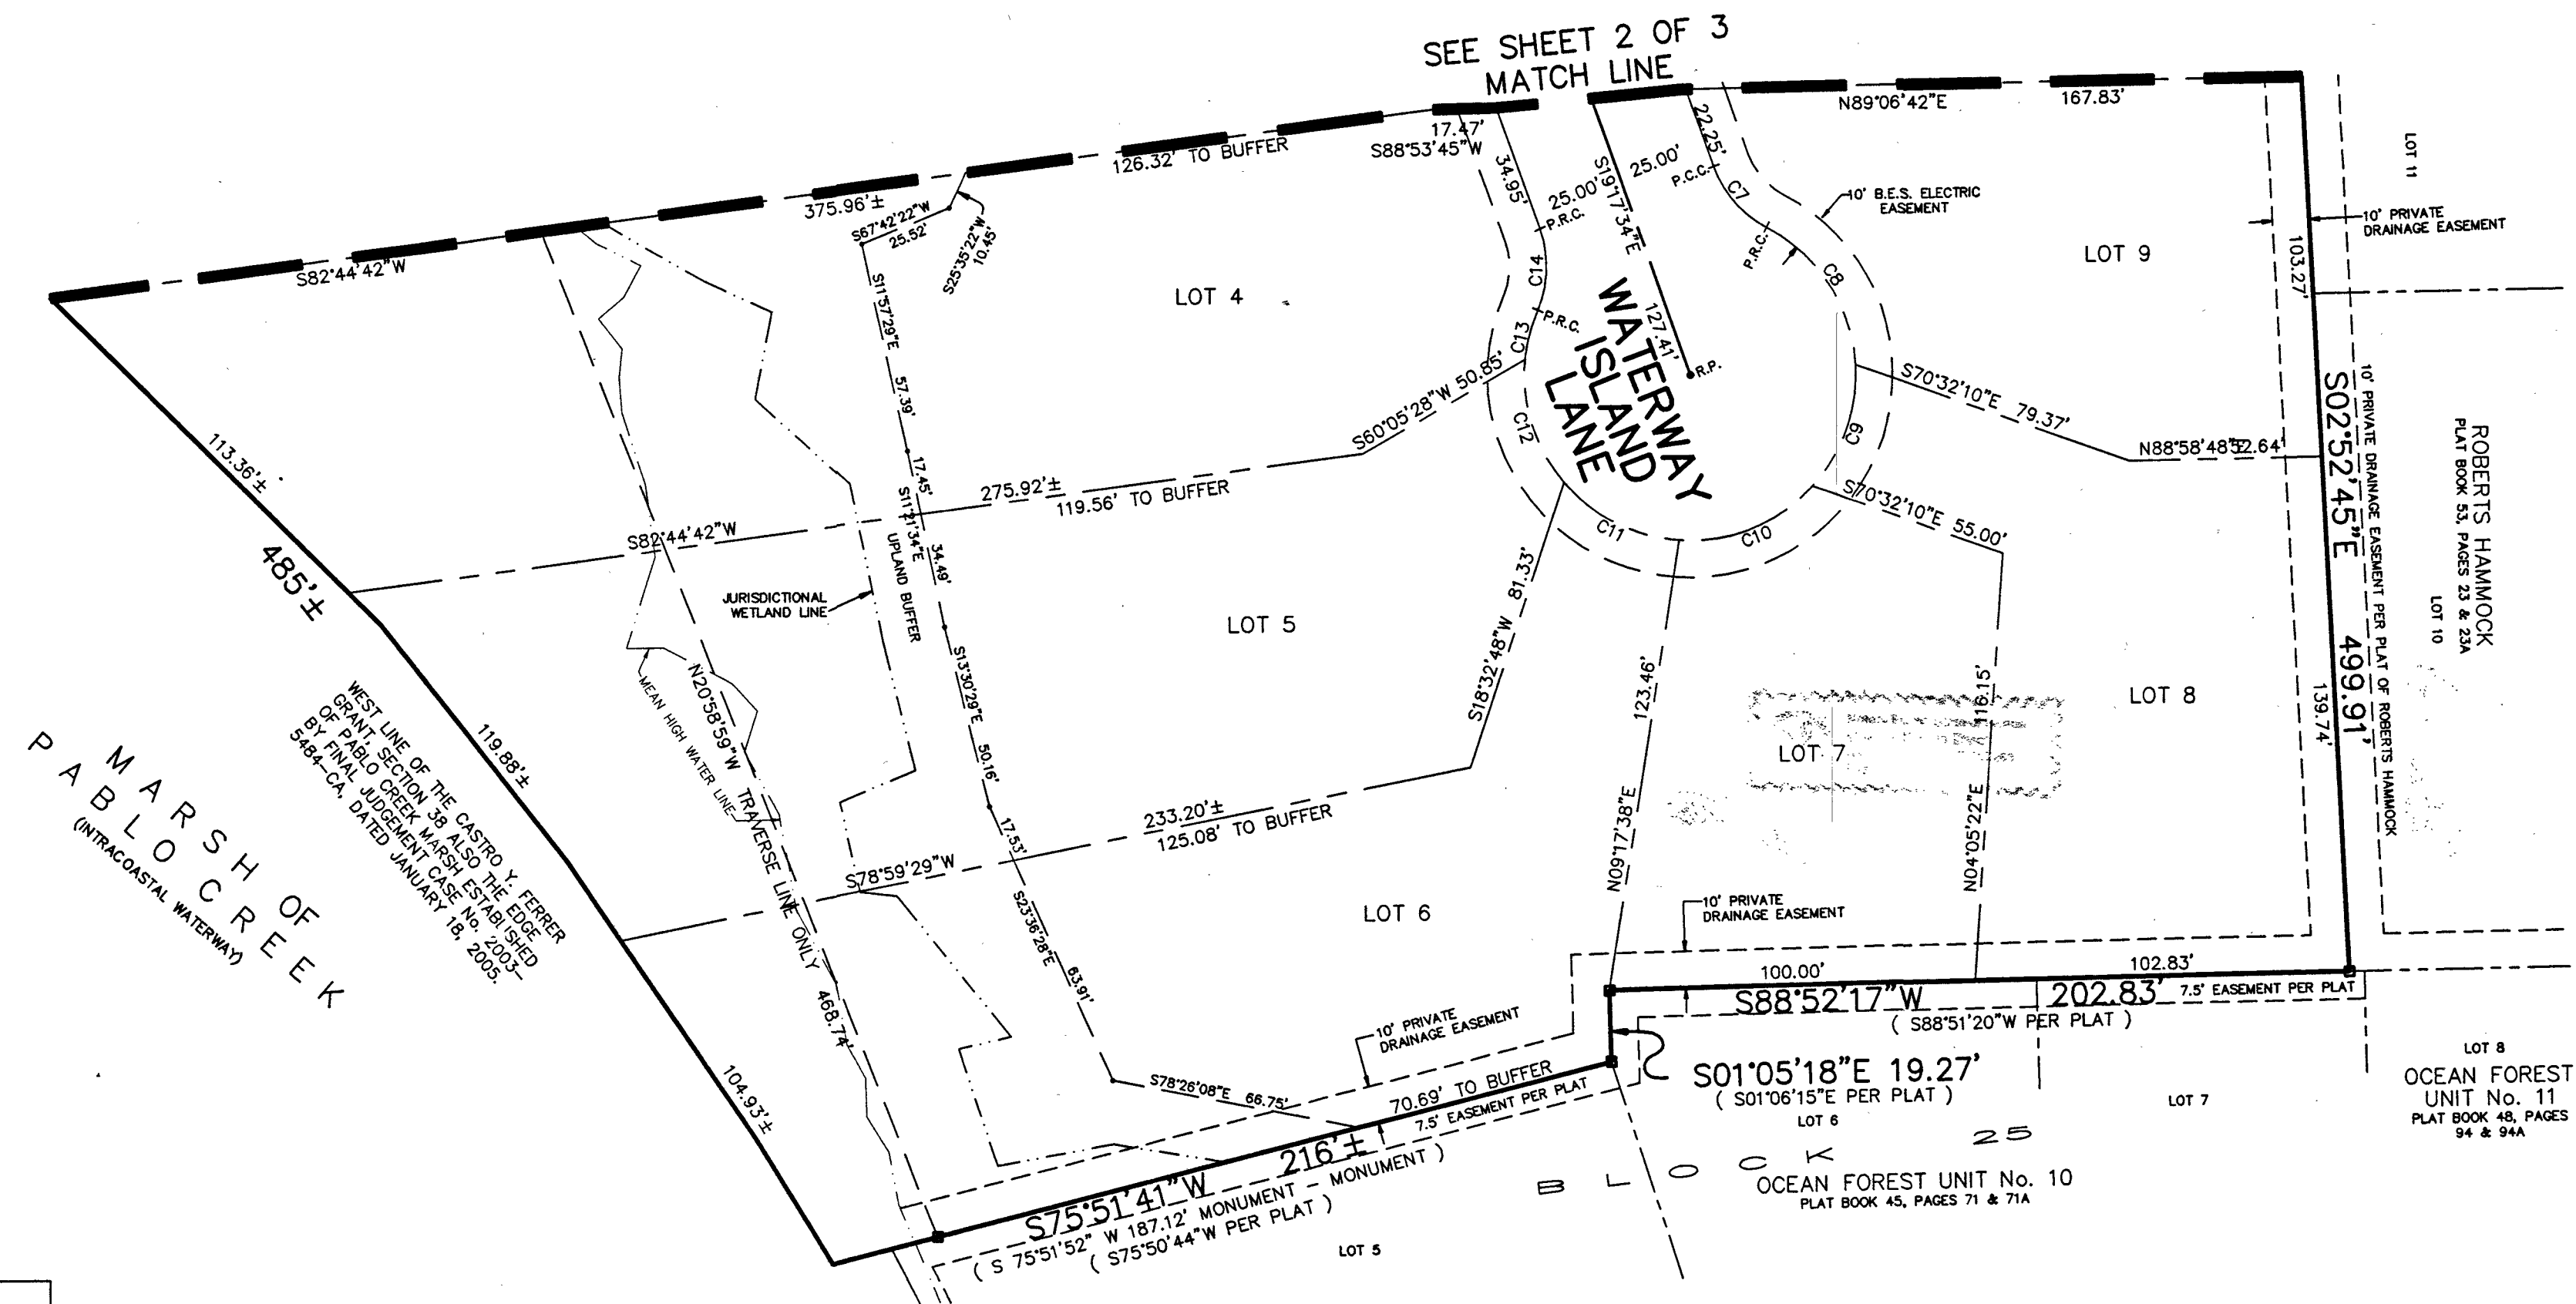 SEE SHEET 2 OF 3
MATCH LINE
N89°06'42"E
167.83'
17.47'
S88°53'45"W
126.32' TO BUFFER
375.96'±
S82°44'42"W
S67°42'22"W
25.52'
S25°35'22"W
10.45'
34.95'
25.00'
25.00'
22.25'
P.C.C.
C7
P.R.C.
P.R.C.
C8
10' B.E.S. ELECTRIC
EASEMENT
S19°17'34"E
127.41'
R.P.
C14
P.R.C.
C13
C12
C11
C10
C9
WATERWAY
ISLAND
LANE
LOT 4
LOT 9
LOT 11
10' PRIVATE
DRAINAGE EASEMENT
103.27'
S11°57'29"E
57.39'
17.45'
S11°21'34"E
34.49'
UPLAND BUFFER
S60°05'28"W 50.85'
S70°32'10"E 79.37'
N88°58'48"E
52.64'
S70°32'10"E 55.00'
113.36'±
485'±
S82°44'42"W
275.92'±
119.56' TO BUFFER
JURISDICTIONAL
WETLAND LINE
LOT 5
S18°32'48"W 81.33'
123.46'
N09°17'38"E
116.15'
N04°05'22"E
LOT 7
LOT 8
139.74'
S02°52'45"E 499.91'
10' PRIVATE DRAINAGE EASEMENT PER PLAT OF ROBERTS HAMMOCK
ROBERTS HAMMOCK
PLAT BOOK 53, PAGES 23 & 23A
LOT 10
MEAN HIGH WATER LINE
N20°58'59"W TRAVERSE LINE ONLY 468.74'
S13°30'29"E
50.16'
17.53'
S23°36'28"E
63.91'
233.20'±
125.08' TO BUFFER
S78°59'29"W
LOT 6
119.88'±
WEST LINE OF THE CASTRO Y. FERRER
GRANT, SECTION 38 ALSO THE EDGE
OF PABLO CREEK MARSH ESTABLISHED
BY FINAL JUDGEMENT CASE No. 2003-
5484-CA, DATED JANUARY 18, 2005.
MARSH OF
PABLO CREEK
(INTRACOASTAL WATERWAY)
104.93'±
10' PRIVATE
DRAINAGE EASEMENT
10' PRIVATE
DRAINAGE EASEMENT
100.00'
102.83'
S88°52'17"W 202.83'
7.5' EASEMENT PER PLAT
( S88°51'20"W PER PLAT )
S78°26'08"E 66.75'
70.69' TO BUFFER
7.5' EASEMENT PER PLAT
S01°05'18"E 19.27'
( S01°06'15"E PER PLAT )
LOT 6
LOT 7
LOT 8
OCEAN FOREST
UNIT No. 11
PLAT BOOK 48, PAGES
94 & 94A
S75°51'41"W 216'±
( S 75°51'52" W 187.12' MONUMENT - MONUMENT )
( S75°50'44"W PER PLAT )
LOT 5
BLOCK 25
OCEAN FOREST UNIT No. 10
PLAT BOOK 45, PAGES 71 & 71A